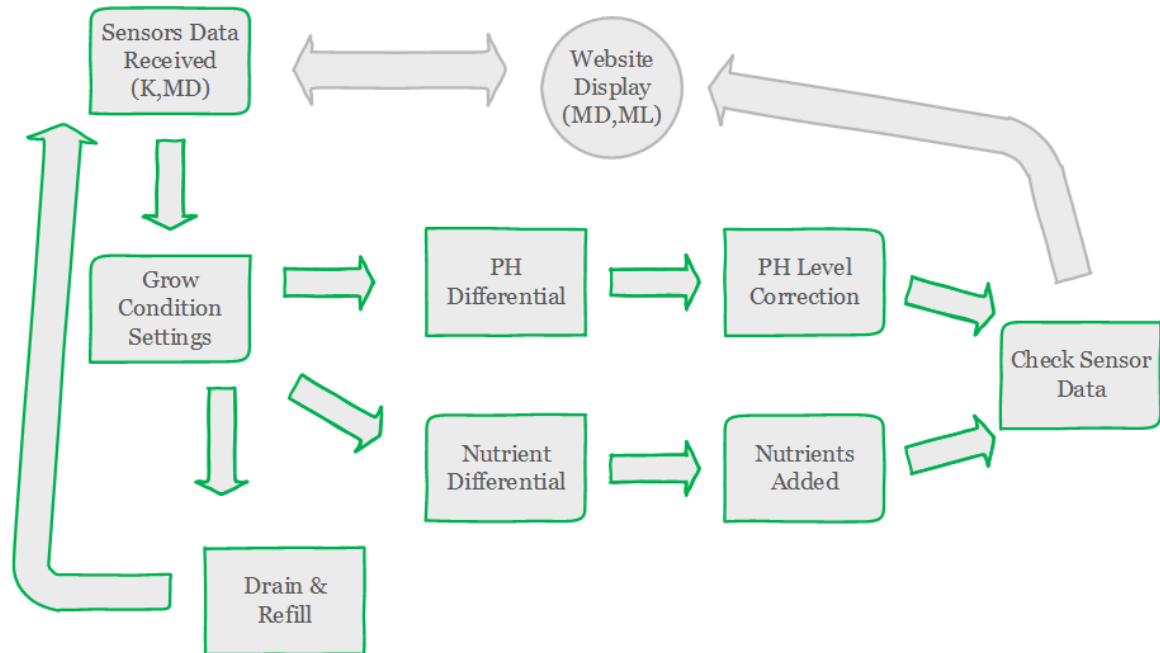 Sensors Data
Received
(K,MD)
Website
Display
(MD,ML)
Grow
Condition
Settings
PH
Differential
PH Level
Correction
Check Sensor
Data
Nutrient
Differential
Nutrients
Added
Drain &
Refill